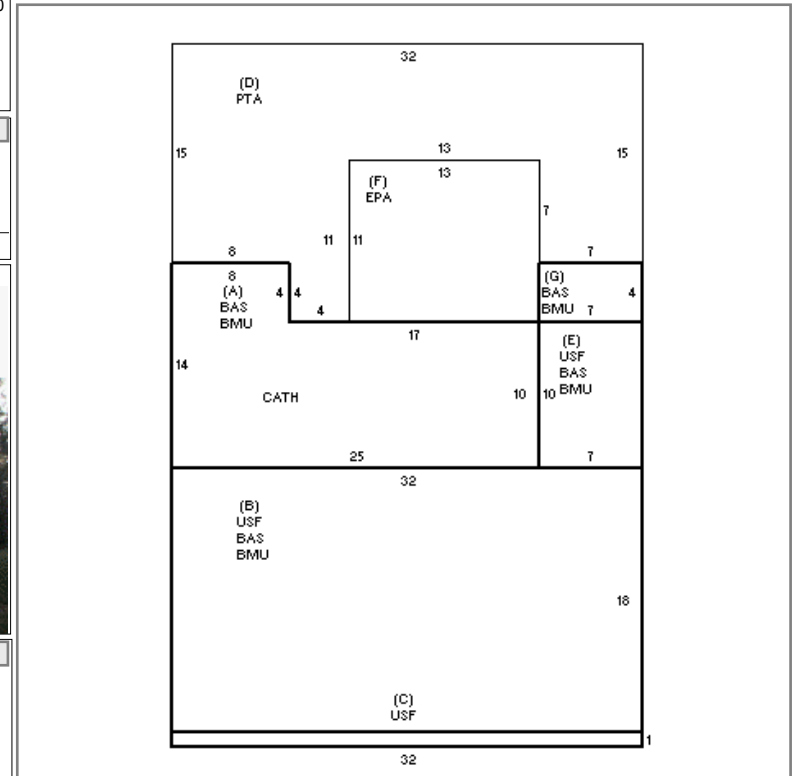 32
(D)
PTA
15
13
15
13
(F)
EPA
7
11 11
8
7
8
(A)
BAS
BMU
4 4
4
(G)
BAS
BMU
4
7
17
(E)
USF
BAS
BMU
14
CATH
10 10
25
7
32
(B)
USF
BAS
BMU
18
(C)
USF
1
32